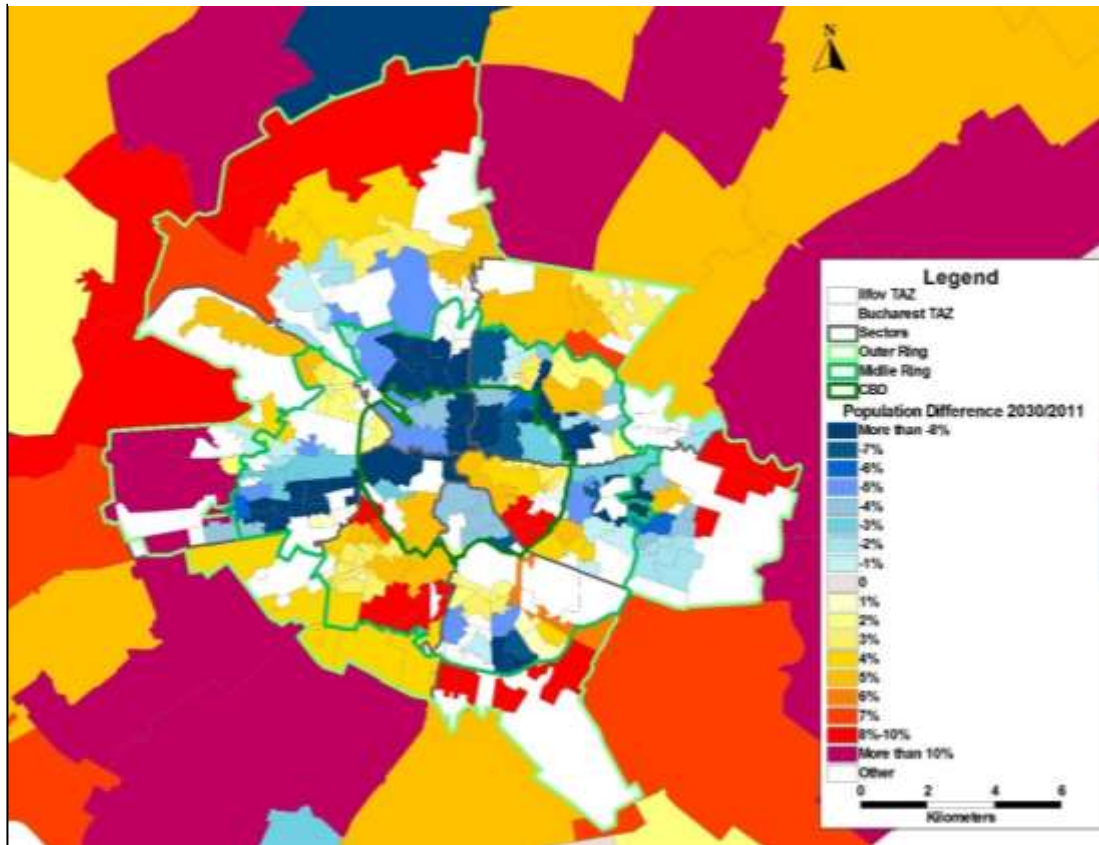 N
Legend
Ilfov TAZ
Bucharest TAZ
Sectors
Outer Ring
Midlle Ring
CBD
Population Difference 2030/2011
More than -8%
-7%
-6%
-5%
-4%
-3%
-2%
-1%
0
1%
2%
3%
4%
5%
6%
7%
8%-10%
More than 10%
Other
0 2 4 6
Kilometers